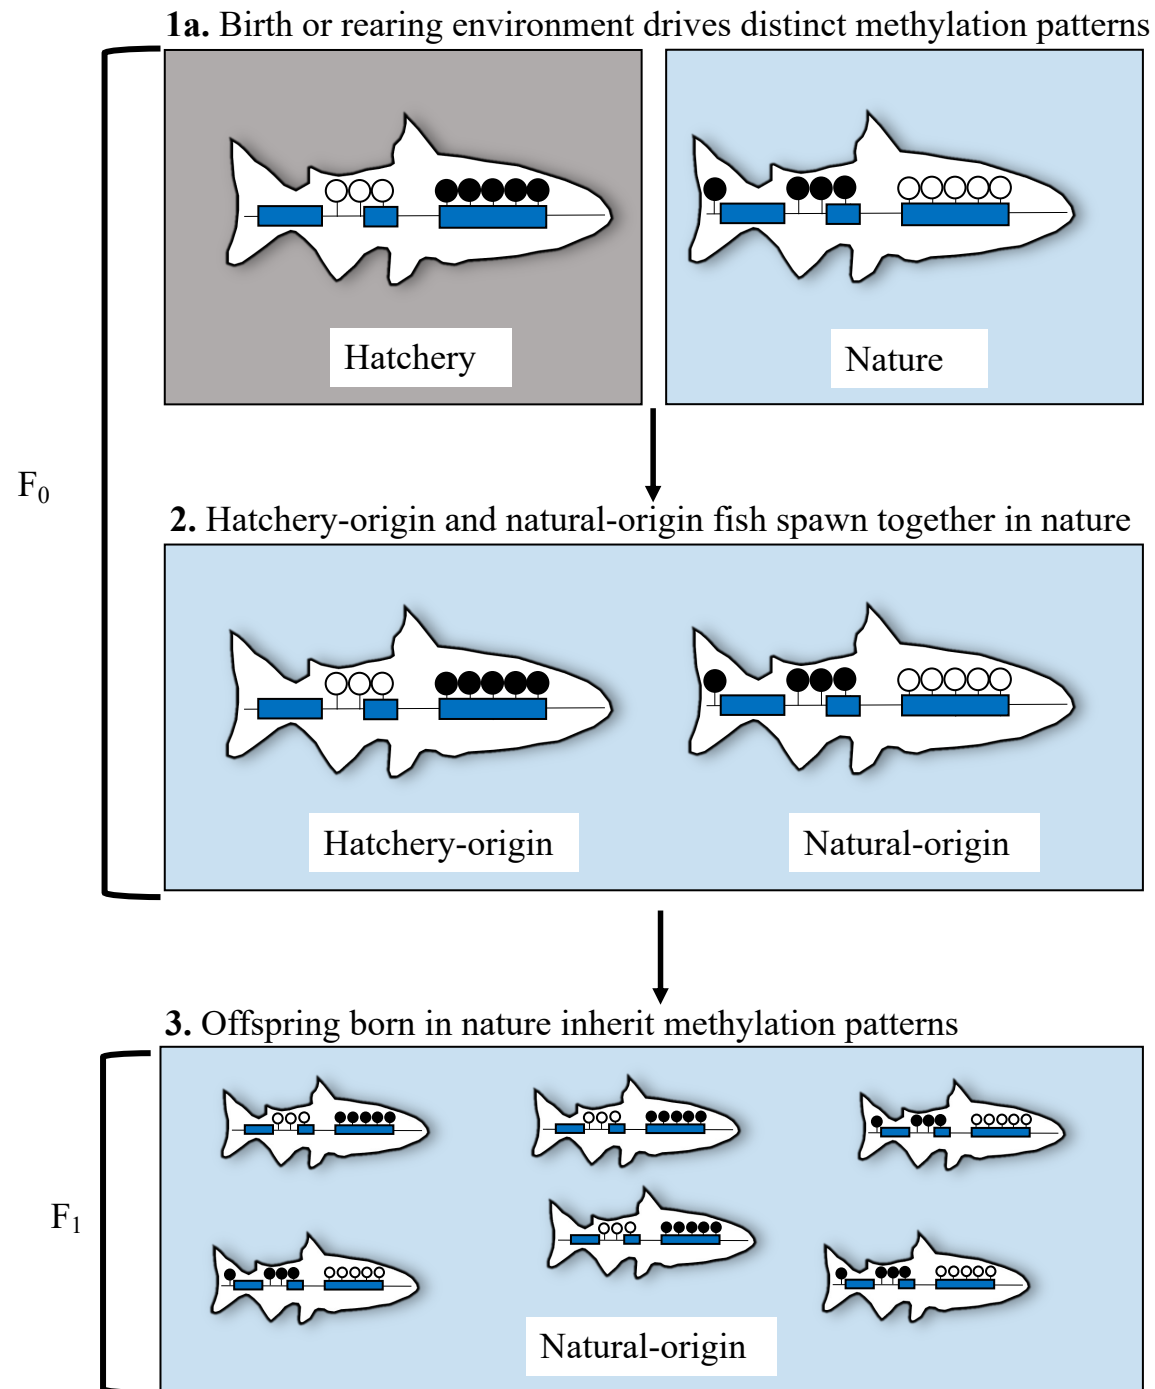 1a. Birth or rearing environment drives distinct methylation patterns
Hatchery
Nature
F₀
2. Hatchery-origin and natural-origin fish spawn together in nature
Hatchery-origin
Natural-origin
3. Offspring born in nature inherit methylation patterns
F₁
Natural-origin